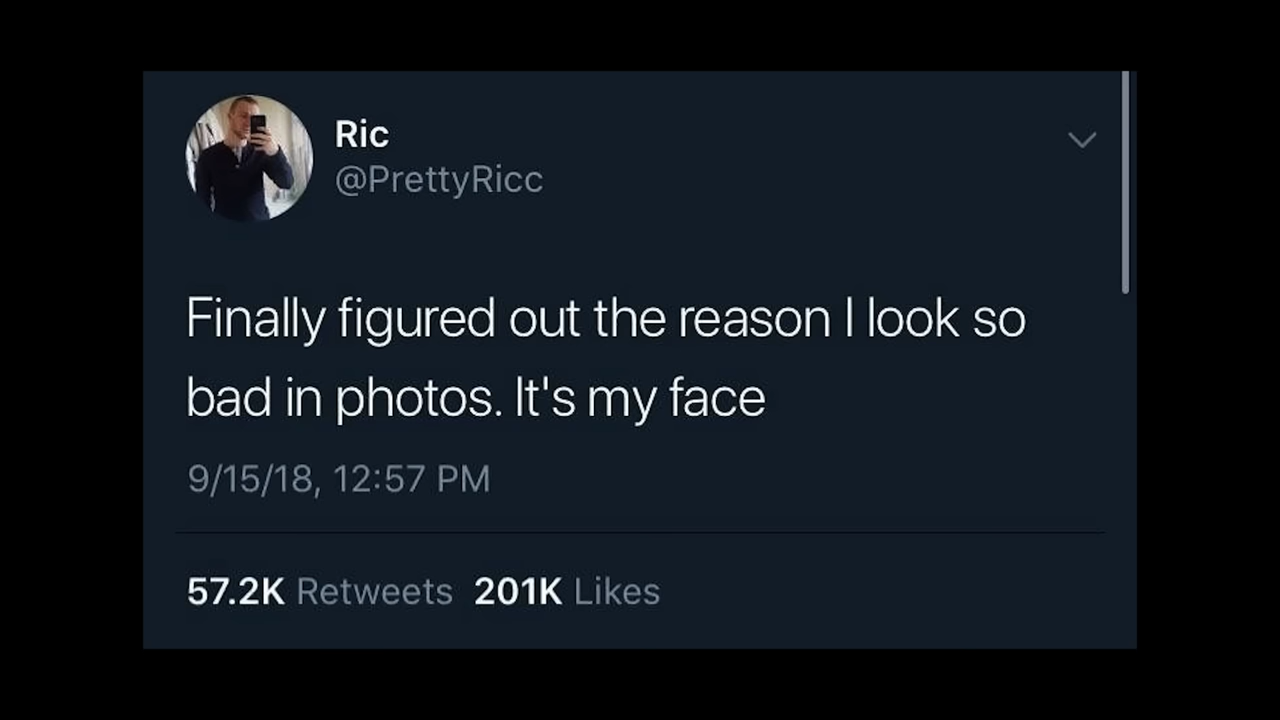 Ric
@PrettyRicc
Finally figured out the reason I look so
bad in photos. It's my face
9/15/18, 12:57 PM
57.2K Retweets 201K Likes